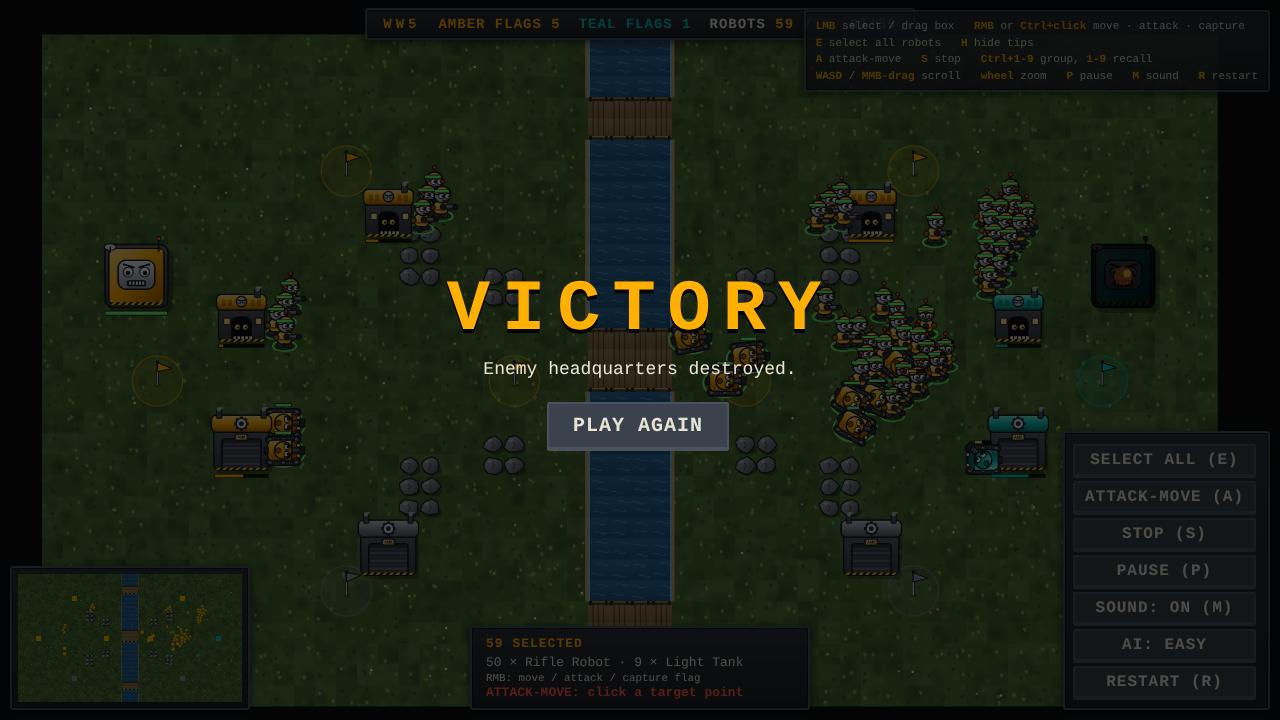 WW5 AMBER FLAGS 5 TEAL FLAGS 1 ROBOTS 59
LMB select / drag box RMB or Ctrl+click move · attack · capture
E select all robots H hide tips
A attack-move S stop Ctrl+1-9 group, 1-9 recall
WASD / MMB-drag scroll wheel zoom P pause M sound R restart
VICTORY
Enemy headquarters destroyed.
PLAY AGAIN
SELECT ALL (E)
ATTACK-MOVE (A)
STOP (S)
PAUSE (P)
SOUND: ON (M)
AI: EASY
RESTART (R)
59 SELECTED
50 × Rifle Robot · 9 × Light Tank
RMB: move / attack / capture flag
ATTACK-MOVE: click a target point